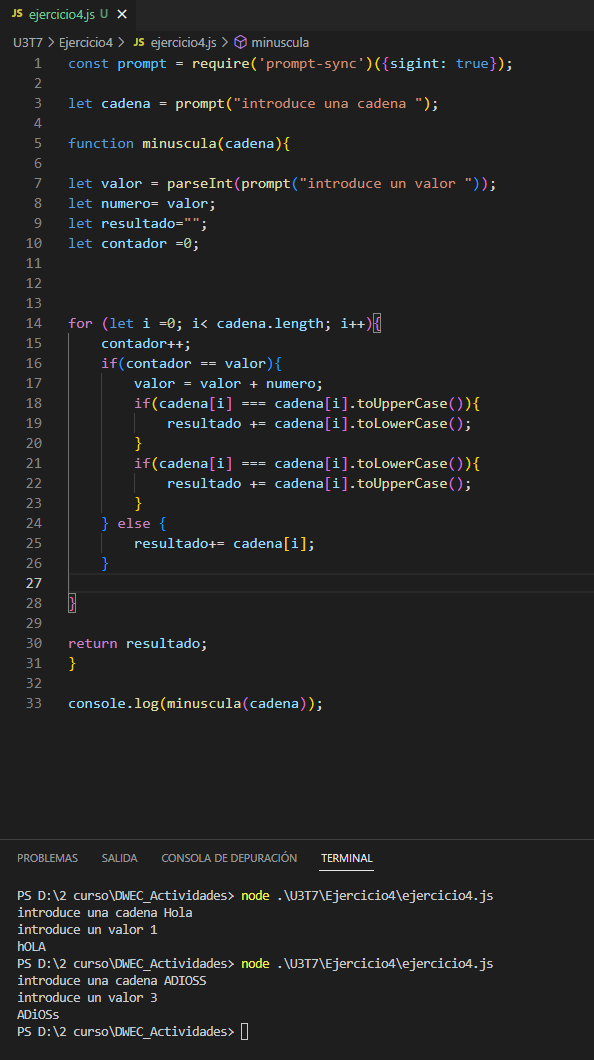 JS ejercicio4.js U ×
U3T7 > Ejercicio4 > JS ejercicio4.js > minuscula
1 const prompt = require('prompt-sync')({sigint: true});
2
3 let cadena = prompt("introduce una cadena ");
4
5 function minuscula(cadena){
6
7 let valor = parseInt(prompt("introduce un valor "));
8 let numero= valor;
9 let resultado="";
10 let contador =0;
11
12
13
14 for (let i =0; i< cadena.length; i++){
15     contador++;
16     if(contador == valor){
17         valor = valor + numero;
18         if(cadena[i] === cadena[i].toUpperCase()){
19             resultado += cadena[i].toLowerCase();
20         }
21         if(cadena[i] === cadena[i].toLowerCase()){
22             resultado += cadena[i].toUpperCase();
23         }
24     } else {
25         resultado+= cadena[i];
26     }
27
28 }
29
30 return resultado;
31 }
32
33 console.log(minuscula(cadena));
PROBLEMAS SALIDA CONSOLA DE DEPURACIÓN TERMINAL
PS D:\2 curso\DWEC_Actividades> node .\U3T7\Ejercicio4\ejercicio4.js
introduce una cadena Hola
introduce un valor 1
hOLA
PS D:\2 curso\DWEC_Actividades> node .\U3T7\Ejercicio4\ejercicio4.js
introduce una cadena ADIOSS
introduce un valor 3
ADiOSs
PS D:\2 curso\DWEC_Actividades>